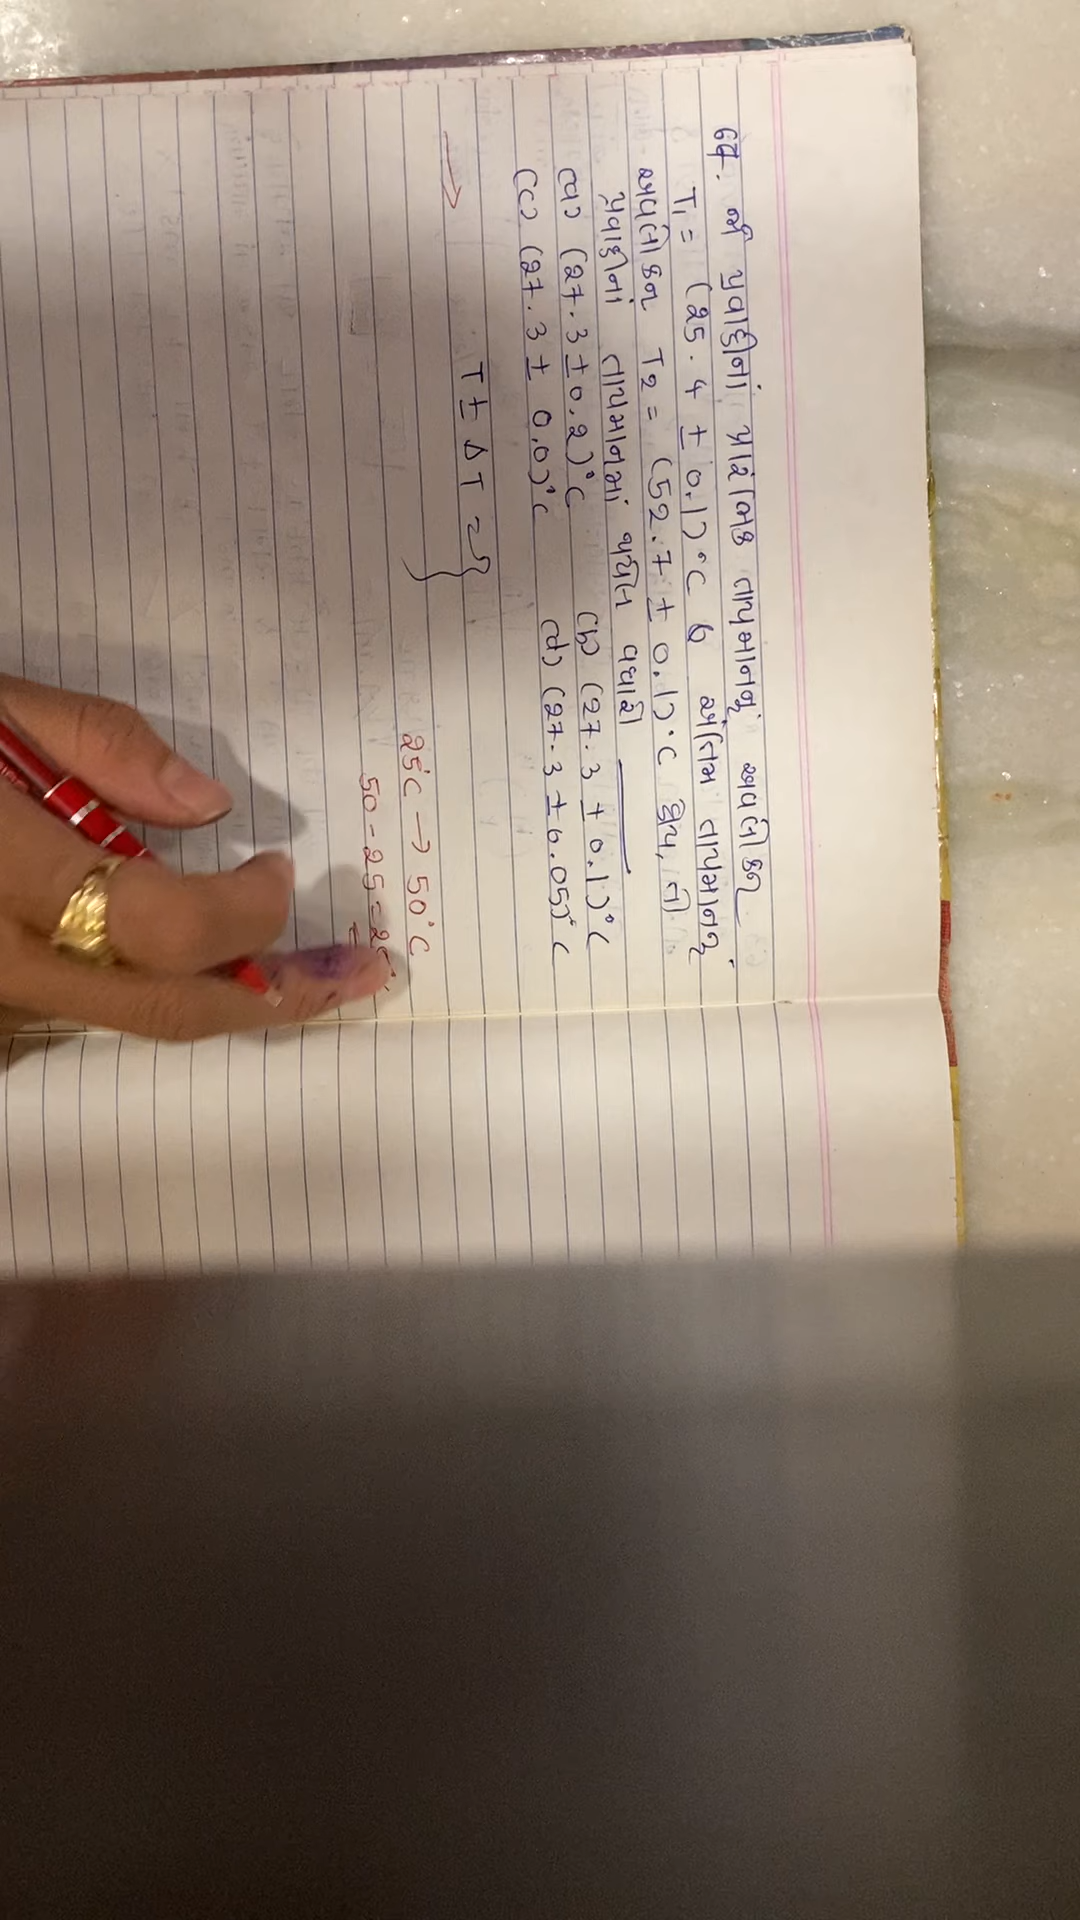 64. જો પ્રવાહીનાં પ્રારંભિક તાપમાનનું અવલોકન
T₁ = (25.4 ± 0.1)°C & અંતિમ તાપમાનનું
અવલોકન T2 = (52.7 ± 0.1)°C હોય, તો
પ્રવાહીનાં તાપમાનમાં થયેલ વધારો ______
(a) (27.3 ± 0.2)°C (b) (27.3 ± 0.1)°C
(c) (27.3 ± 0.0)°C (d) (27.3 ± 0.05)°C
→ T ± ΔT = ?
25°C → 50°C
50 - 25 =